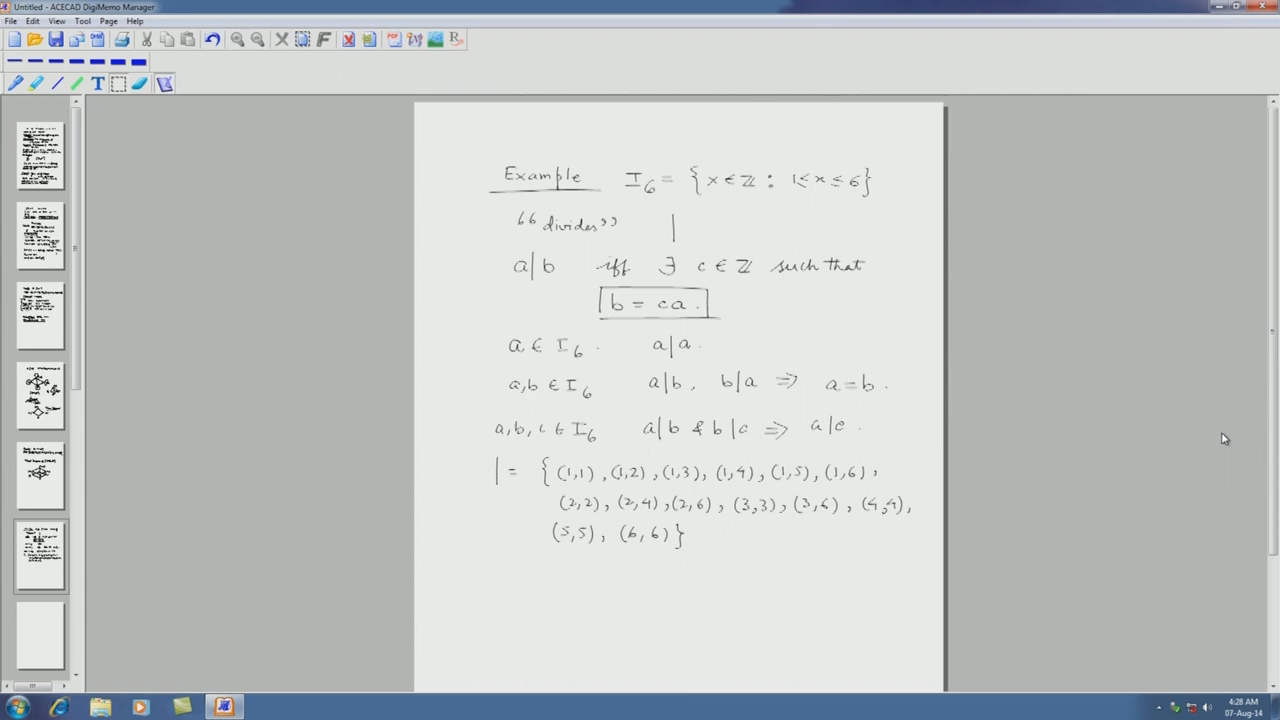 Untitled - ACECAD DigiMemo Manager
File Edit View Tool Page Help
Example I₆ = {x ∈ ℤ : 1 ≤ x ≤ 6}
“divides” |
a|b iff ∃ c ∈ ℤ such that
b = ca.
a ∈ I₆. a|a.
a,b ∈ I₆ a|b, b|a ⇒ a = b.
a,b,c ∈ I₆ a|b & b|c ⇒ a|c.
| = {(1,1), (1,2), (1,3), (1,4), (1,5), (1,6),
(2,2), (2,4), (2,6), (3,3), (3,6), (4,4),
(5,5), (6,6)}
4:28 AM
07-Aug-14